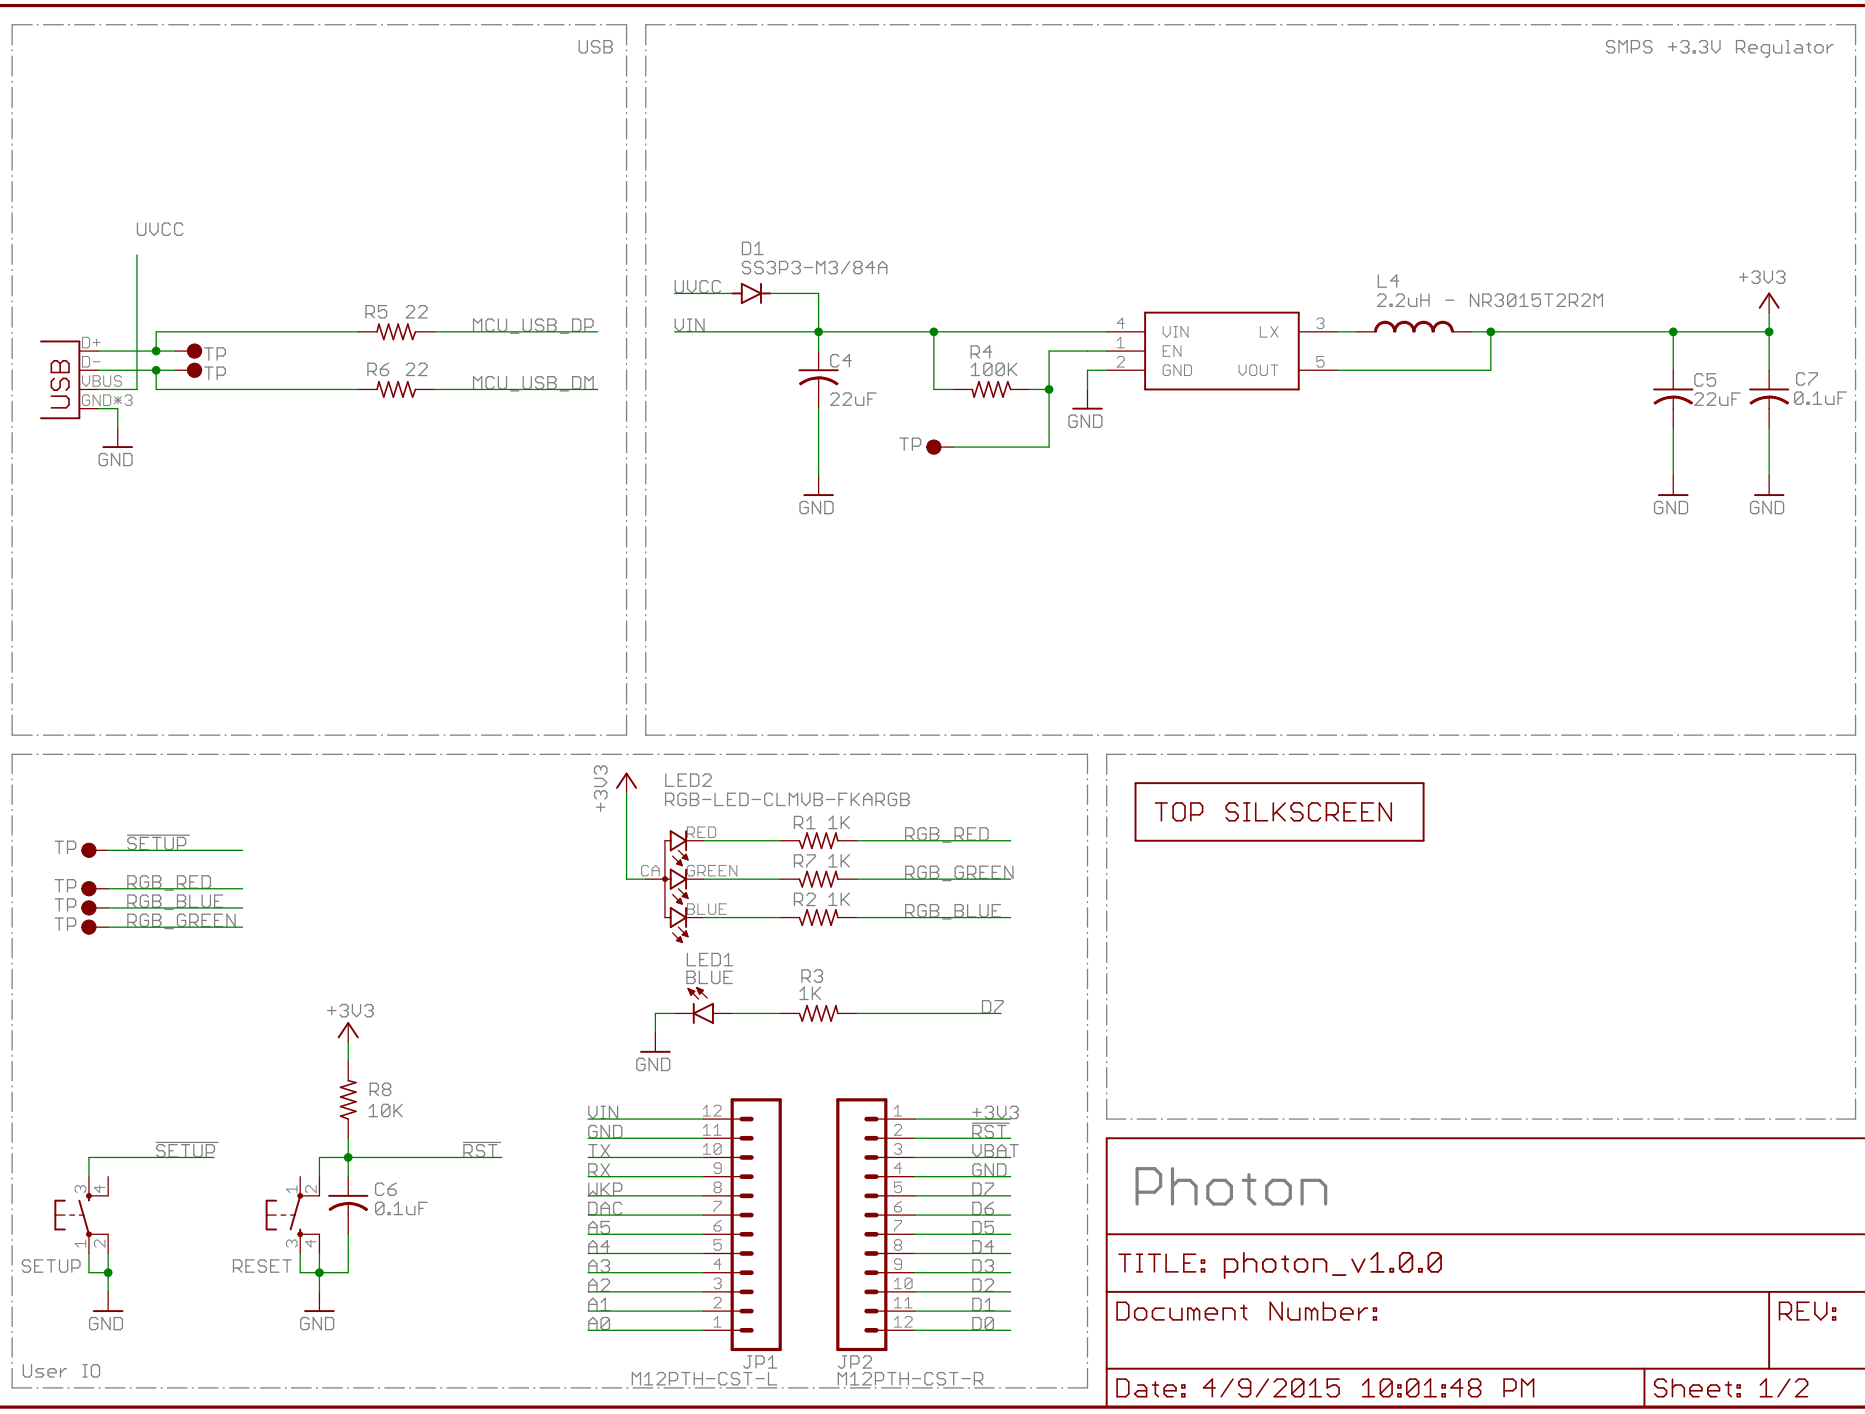 USB
UVCC
R5 22
MCU_USB_DP
D+
TP
D-
TP
VBUS
R6 22
MCU_USB_DM
GND*3
USB
GND
SMPS +3.3V Regulator
D1
SS3P3-M3/84A
UVCC
VIN
C4
22uF
GND
R4
100K
TP
4
1
2
VIN
EN
GND
LX
VOUT
3
5
GND
L4
2.2uH - NR3015T2R2M
+3V3
C5
22uF
C7
0.1uF
GND
GND
TP SETUP
TP RGB_RED
TP RGB_BLUE
TP RGB_GREEN
+3V3
LED2
RGB-LED-CLMVB-FKARGB
RED
R1 1K
RGB_RED
CA
GREEN
R7 1K
RGB_GREEN
BLUE
R2 1K
RGB_BLUE
LED1
BLUE
R3
1K
D7
GND
+3V3
R8
10K
SETUP
3
4
1
2
SETUP
GND
RST
1
2
3
4
C6
0.1uF
RESET
GND
VIN 12
GND 11
TX 10
RX 9
WKP 8
DAC 7
A5 6
A4 5
A3 4
A2 3
A1 2
A0 1
JP1
M12PTH-CST-L
1 +3V3
2 RST
3 VBAT
4 GND
5 D7
6 D6
7 D5
8 D4
9 D3
10 D2
11 D1
12 D0
JP2
M12PTH-CST-R
User IO
TOP SILKSCREEN
Photon
TITLE: photon_v1.0.0
Document Number:
REV:
Date: 4/9/2015 10:01:48 PM
Sheet: 1/2